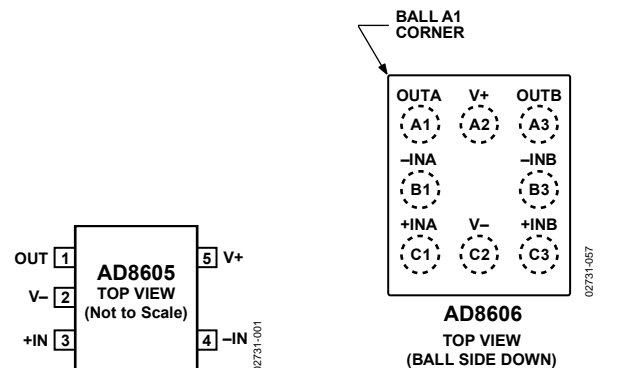 BALL A1
CORNER
OUTA V+ OUTB
A1 A2 A3
–INA –INB
B1 B3
+INA V– +INB
C1 C2 C3
02731-057
AD8606
TOP VIEW
(BALL SIDE DOWN)
OUT 1 5 V+
AD8605
TOP VIEW
V– 2
(Not to Scale)
+IN 3 4 –IN
02731-001